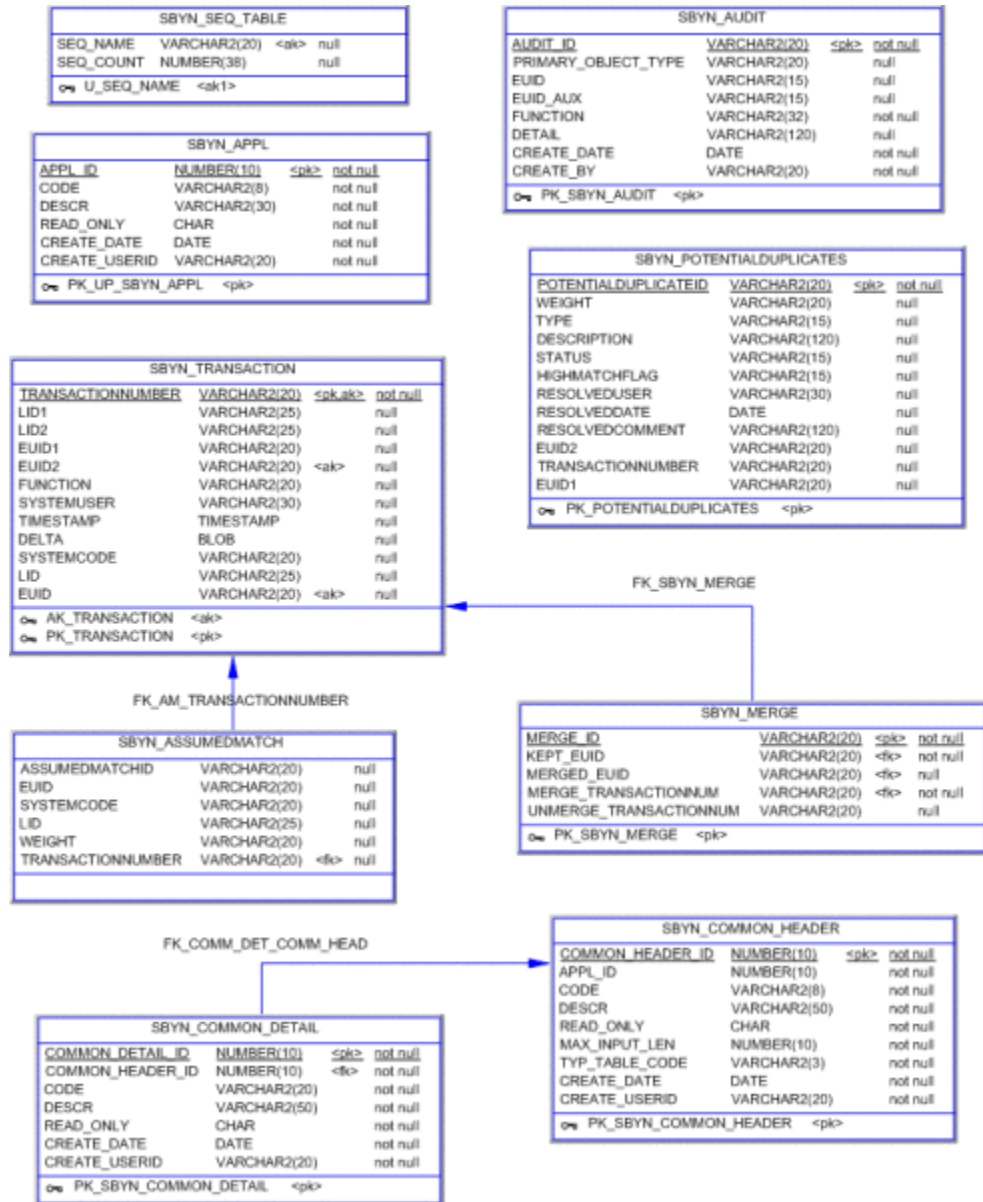 SBYN_SEQ_TABLE
SEQ_NAME VARCHAR2(20) <ak> null
SEQ_COUNT NUMBER(38) null
U_SEQ_NAME <ak1>
SBYN_AUDIT
AUDIT_ID VARCHAR2(20) <pk> not null
PRIMARY_OBJECT_TYPE VARCHAR2(20) null
EUID VARCHAR2(15) null
EUID_AUX VARCHAR2(15) null
FUNCTION VARCHAR2(32) not null
DETAIL VARCHAR2(120) null
CREATE_DATE DATE not null
CREATE_BY VARCHAR2(20) not null
PK_SBYN_AUDIT <pk>
SBYN_APPL
APPL_ID NUMBER(10) <pk> not null
CODE VARCHAR2(8) not null
DESCR VARCHAR2(30) not null
READ_ONLY CHAR not null
CREATE_DATE DATE not null
CREATE_USERID VARCHAR2(20) not null
PK_UP_SBYN_APPL <pk>
SBYN_POTENTIALDUPLICATES
POTENTIALDUPLICATEID VARCHAR2(20) <pk> not null
WEIGHT VARCHAR2(20) null
TYPE VARCHAR2(15) null
DESCRIPTION VARCHAR2(120) null
STATUS VARCHAR2(15) null
HIGHMATCHFLAG VARCHAR2(15) null
RESOLVEDUSER VARCHAR2(30) null
RESOLVEDDATE DATE null
RESOLVEDCOMMENT VARCHAR2(120) null
EUID2 VARCHAR2(20) null
TRANSACTIONNUMBER VARCHAR2(20) null
EUID1 VARCHAR2(20) null
PK_POTENTIALDUPLICATES <pk>
SBYN_TRANSACTION
TRANSACTIONNUMBER VARCHAR2(20) <pk,ak> not null
LID1 VARCHAR2(25) null
LID2 VARCHAR2(25) null
EUID1 VARCHAR2(20) null
EUID2 VARCHAR2(20) <ak> null
FUNCTION VARCHAR2(20) null
SYSTEMUSER VARCHAR2(30) null
TIMESTAMP TIMESTAMP null
DELTA BLOB null
SYSTEMCODE VARCHAR2(20) null
LID VARCHAR2(25) null
EUID VARCHAR2(20) <ak> null
AK_TRANSACTION <ak>
PK_TRANSACTION <pk>
FK_SBYN_MERGE
FK_AM_TRANSACTIONNUMBER
SBYN_MERGE
MERGE_ID VARCHAR2(20) <pk> not null
KEPT_EUID VARCHAR2(20) <fk> not null
MERGED_EUID VARCHAR2(20) <fk> null
MERGE_TRANSACTIONNUM VARCHAR2(20) <fk> not null
UNMERGE_TRANSACTIONNUM VARCHAR2(20) null
PK_SBYN_MERGE <pk>
SBYN_ASSUMEDMATCH
ASSUMEDMATCHID VARCHAR2(20) null
EUID VARCHAR2(20) null
SYSTEMCODE VARCHAR2(20) null
LID VARCHAR2(25) null
WEIGHT VARCHAR2(20) null
TRANSACTIONNUMBER VARCHAR2(20) <fk> null
FK_COMM_DET_COMM_HEAD
SBYN_COMMON_HEADER
COMMON_HEADER_ID NUMBER(10) <pk> not null
APPL_ID NUMBER(10) not null
CODE VARCHAR2(8) not null
DESCR VARCHAR2(50) not null
READ_ONLY CHAR not null
MAX_INPUT_LEN NUMBER(10) not null
TYP_TABLE_CODE VARCHAR2(3) not null
CREATE_DATE DATE not null
CREATE_USERID VARCHAR2(20) not null
PK_SBYN_COMMON_HEADER <pk>
SBYN_COMMON_DETAIL
COMMON_DETAIL_ID NUMBER(10) <pk> not null
COMMON_HEADER_ID NUMBER(10) <fk> not null
CODE VARCHAR2(20) not null
DESCR VARCHAR2(50) not null
READ_ONLY CHAR not null
CREATE_DATE DATE not null
CREATE_USERID VARCHAR2(20) not null
PK_SBYN_COMMON_DETAIL <pk>